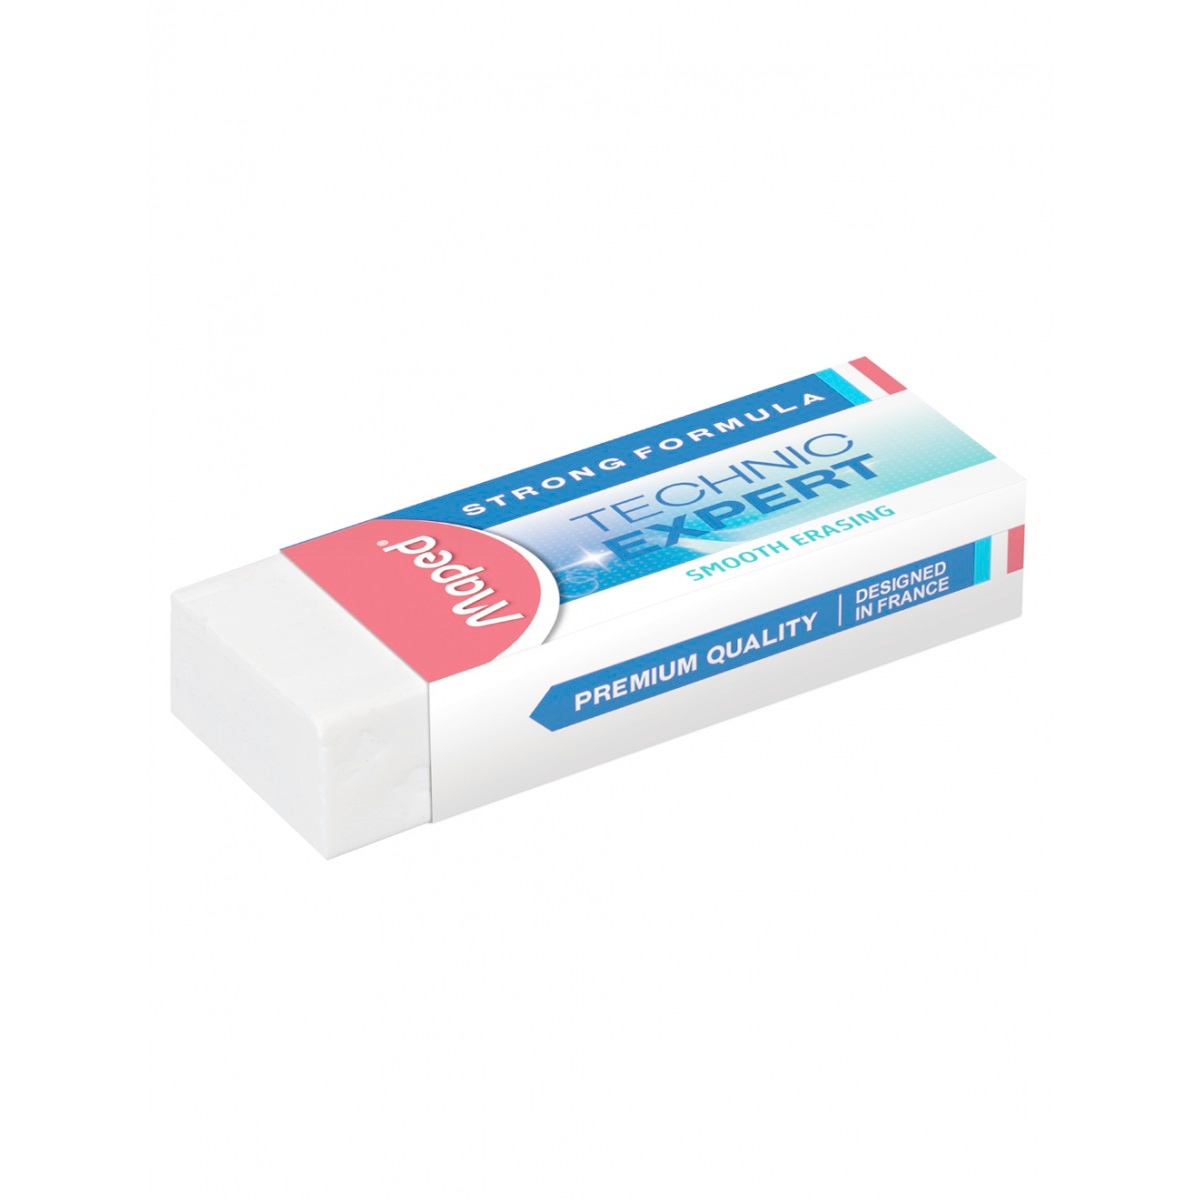 STRONG FORMULA
TECHNIC
EXPERT
SMOOTH ERASING
Maped®
PREMIUM QUALITY
DESIGNED
IN FRANCE